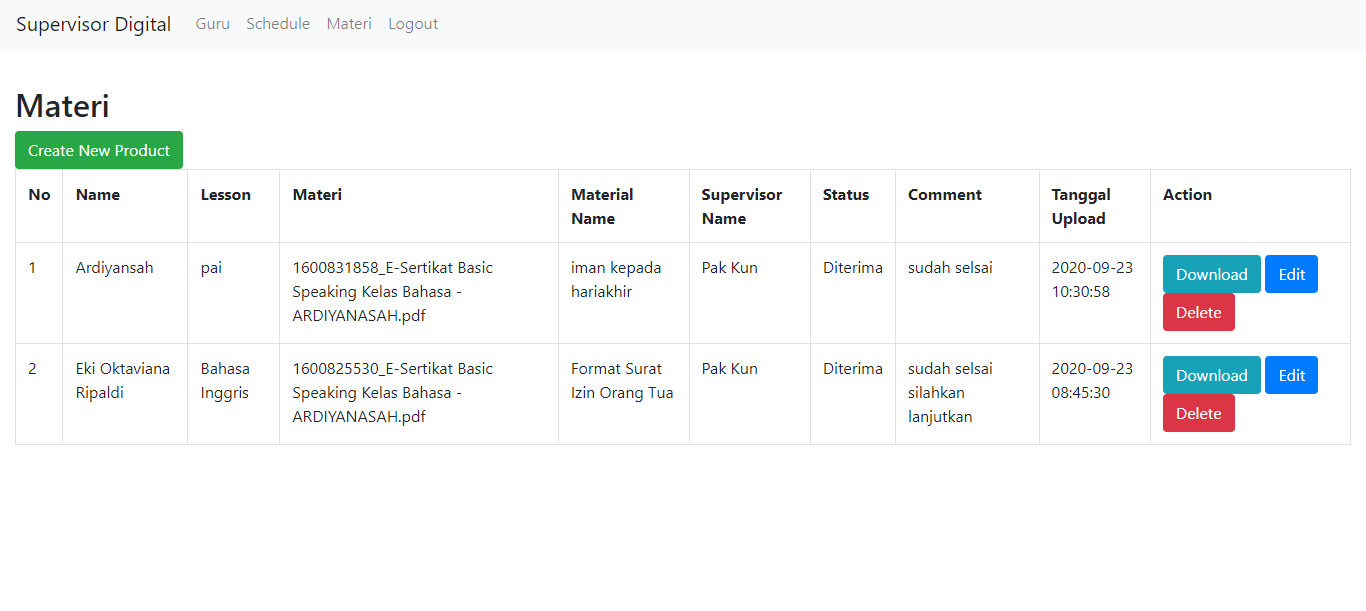 Supervisor Digital Guru Schedule Materi Logout
Materi
Create New Product
No Name Lesson Materi Material Name Supervisor Name Status Comment Tanggal Upload Action
1 Ardiyansah pai 1600831858_E-Sertikat Basic Speaking Kelas Bahasa - ARDIYANASAH.pdf iman kepada hariakhir Pak Kun Diterima sudah selsai 2020-09-23 10:30:58 Download Edit Delete
2 Eki Oktaviana Ripaldi Bahasa Inggris 1600825530_E-Sertikat Basic Speaking Kelas Bahasa - ARDIYANASAH.pdf Format Surat Izin Orang Tua Pak Kun Diterima sudah selsai silahkan lanjutkan 2020-09-23 08:45:30 Download Edit Delete